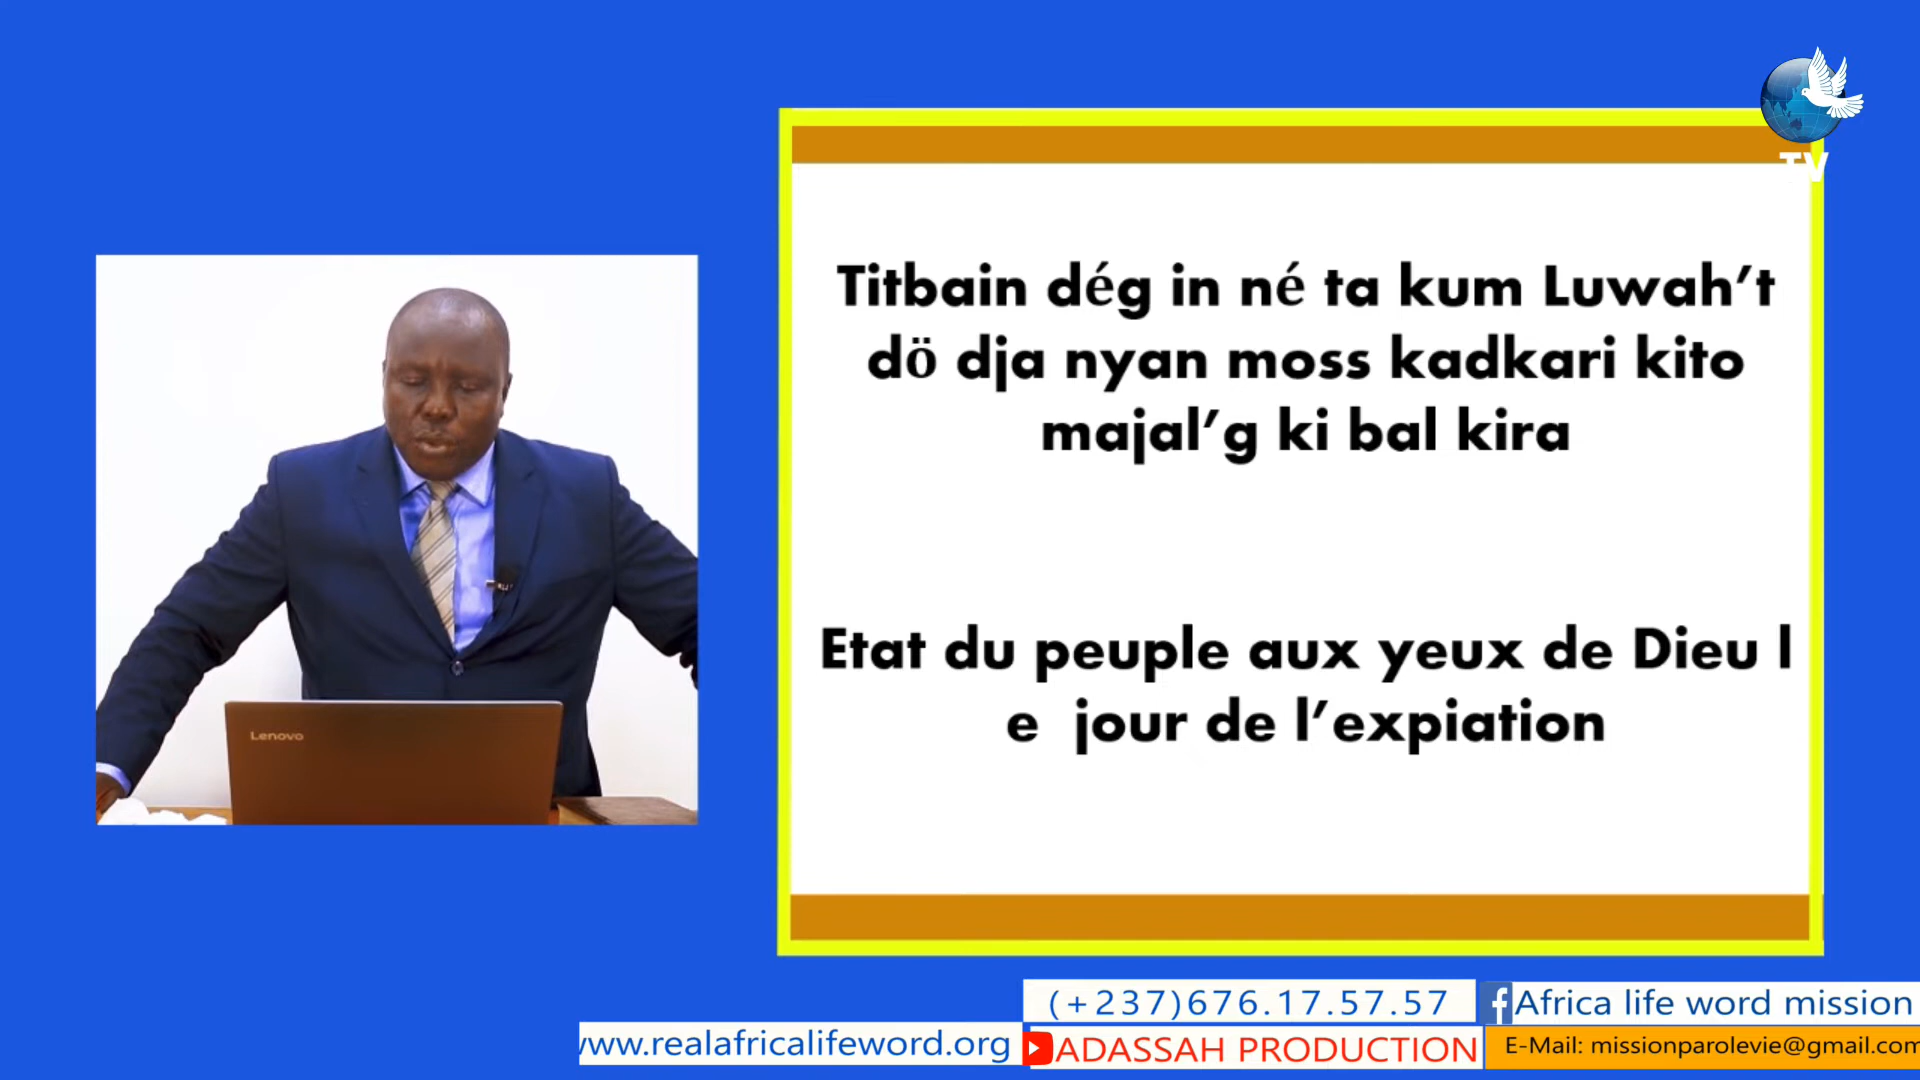 TV
Titbain dég in né ta kum Luwah’t
dö dja nyan moss kadkari kito
majal’g ki bal kira
Etat du peuple aux yeux de Dieu l
e jour de l’expiation
Lenovo
(+237)676.17.57.57
Africa life word mission
www.realafricalifeword.org
ADASSAH PRODUCTION
E-Mail: missionparolevie@gmail.com